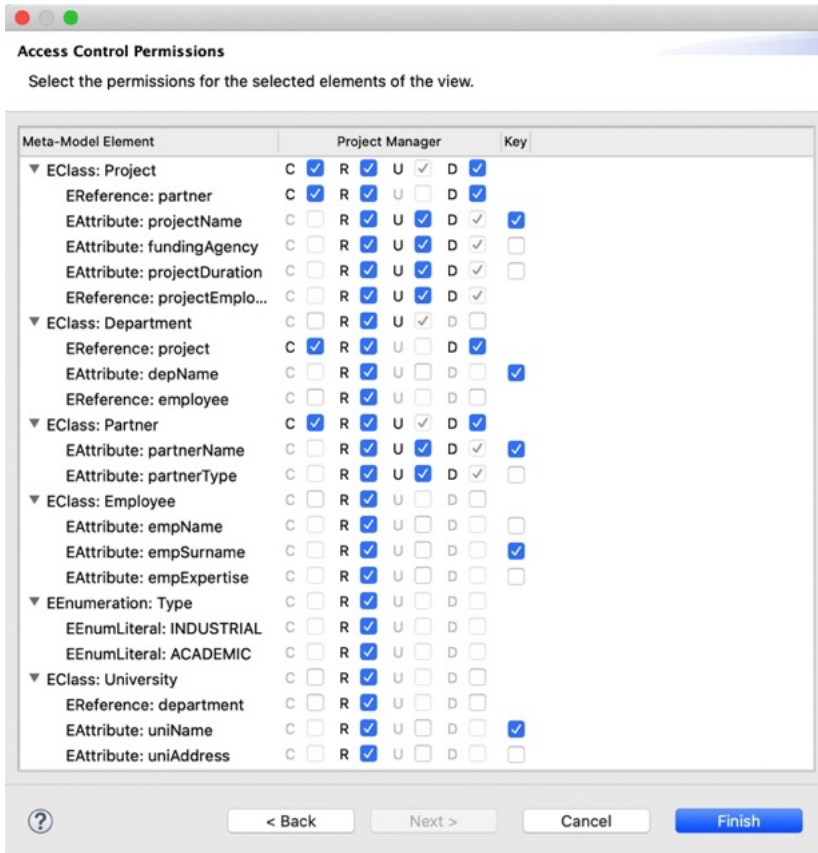 Access Control Permissions
Select the permissions for the selected elements of the view.
Meta-Model Element Project Manager Key
EClass: Project C R U D
EReference: partner C R U D
EAttribute: projectName C R U D
EAttribute: fundingAgency C R U D
EAttribute: projectDuration C R U D
EReference: projectEmplo... C R U D
EClass: Department C R U D
EReference: project C R U D
EAttribute: depName C R U D
EReference: employee C R U D
EClass: Partner C R U D
EAttribute: partnerName C R U D
EAttribute: partnerType C R U D
EClass: Employee C R U D
EAttribute: empName C R U D
EAttribute: empSurname C R U D
EAttribute: empExpertise C R U D
EEnumeration: Type C R U D
EEnumLiteral: INDUSTRIAL C R U D
EEnumLiteral: ACADEMIC C R U D
EClass: University C R U D
EReference: department C R U D
EAttribute: uniName C R U D
EAttribute: uniAddress C R U D
? < Back Next > Cancel Finish